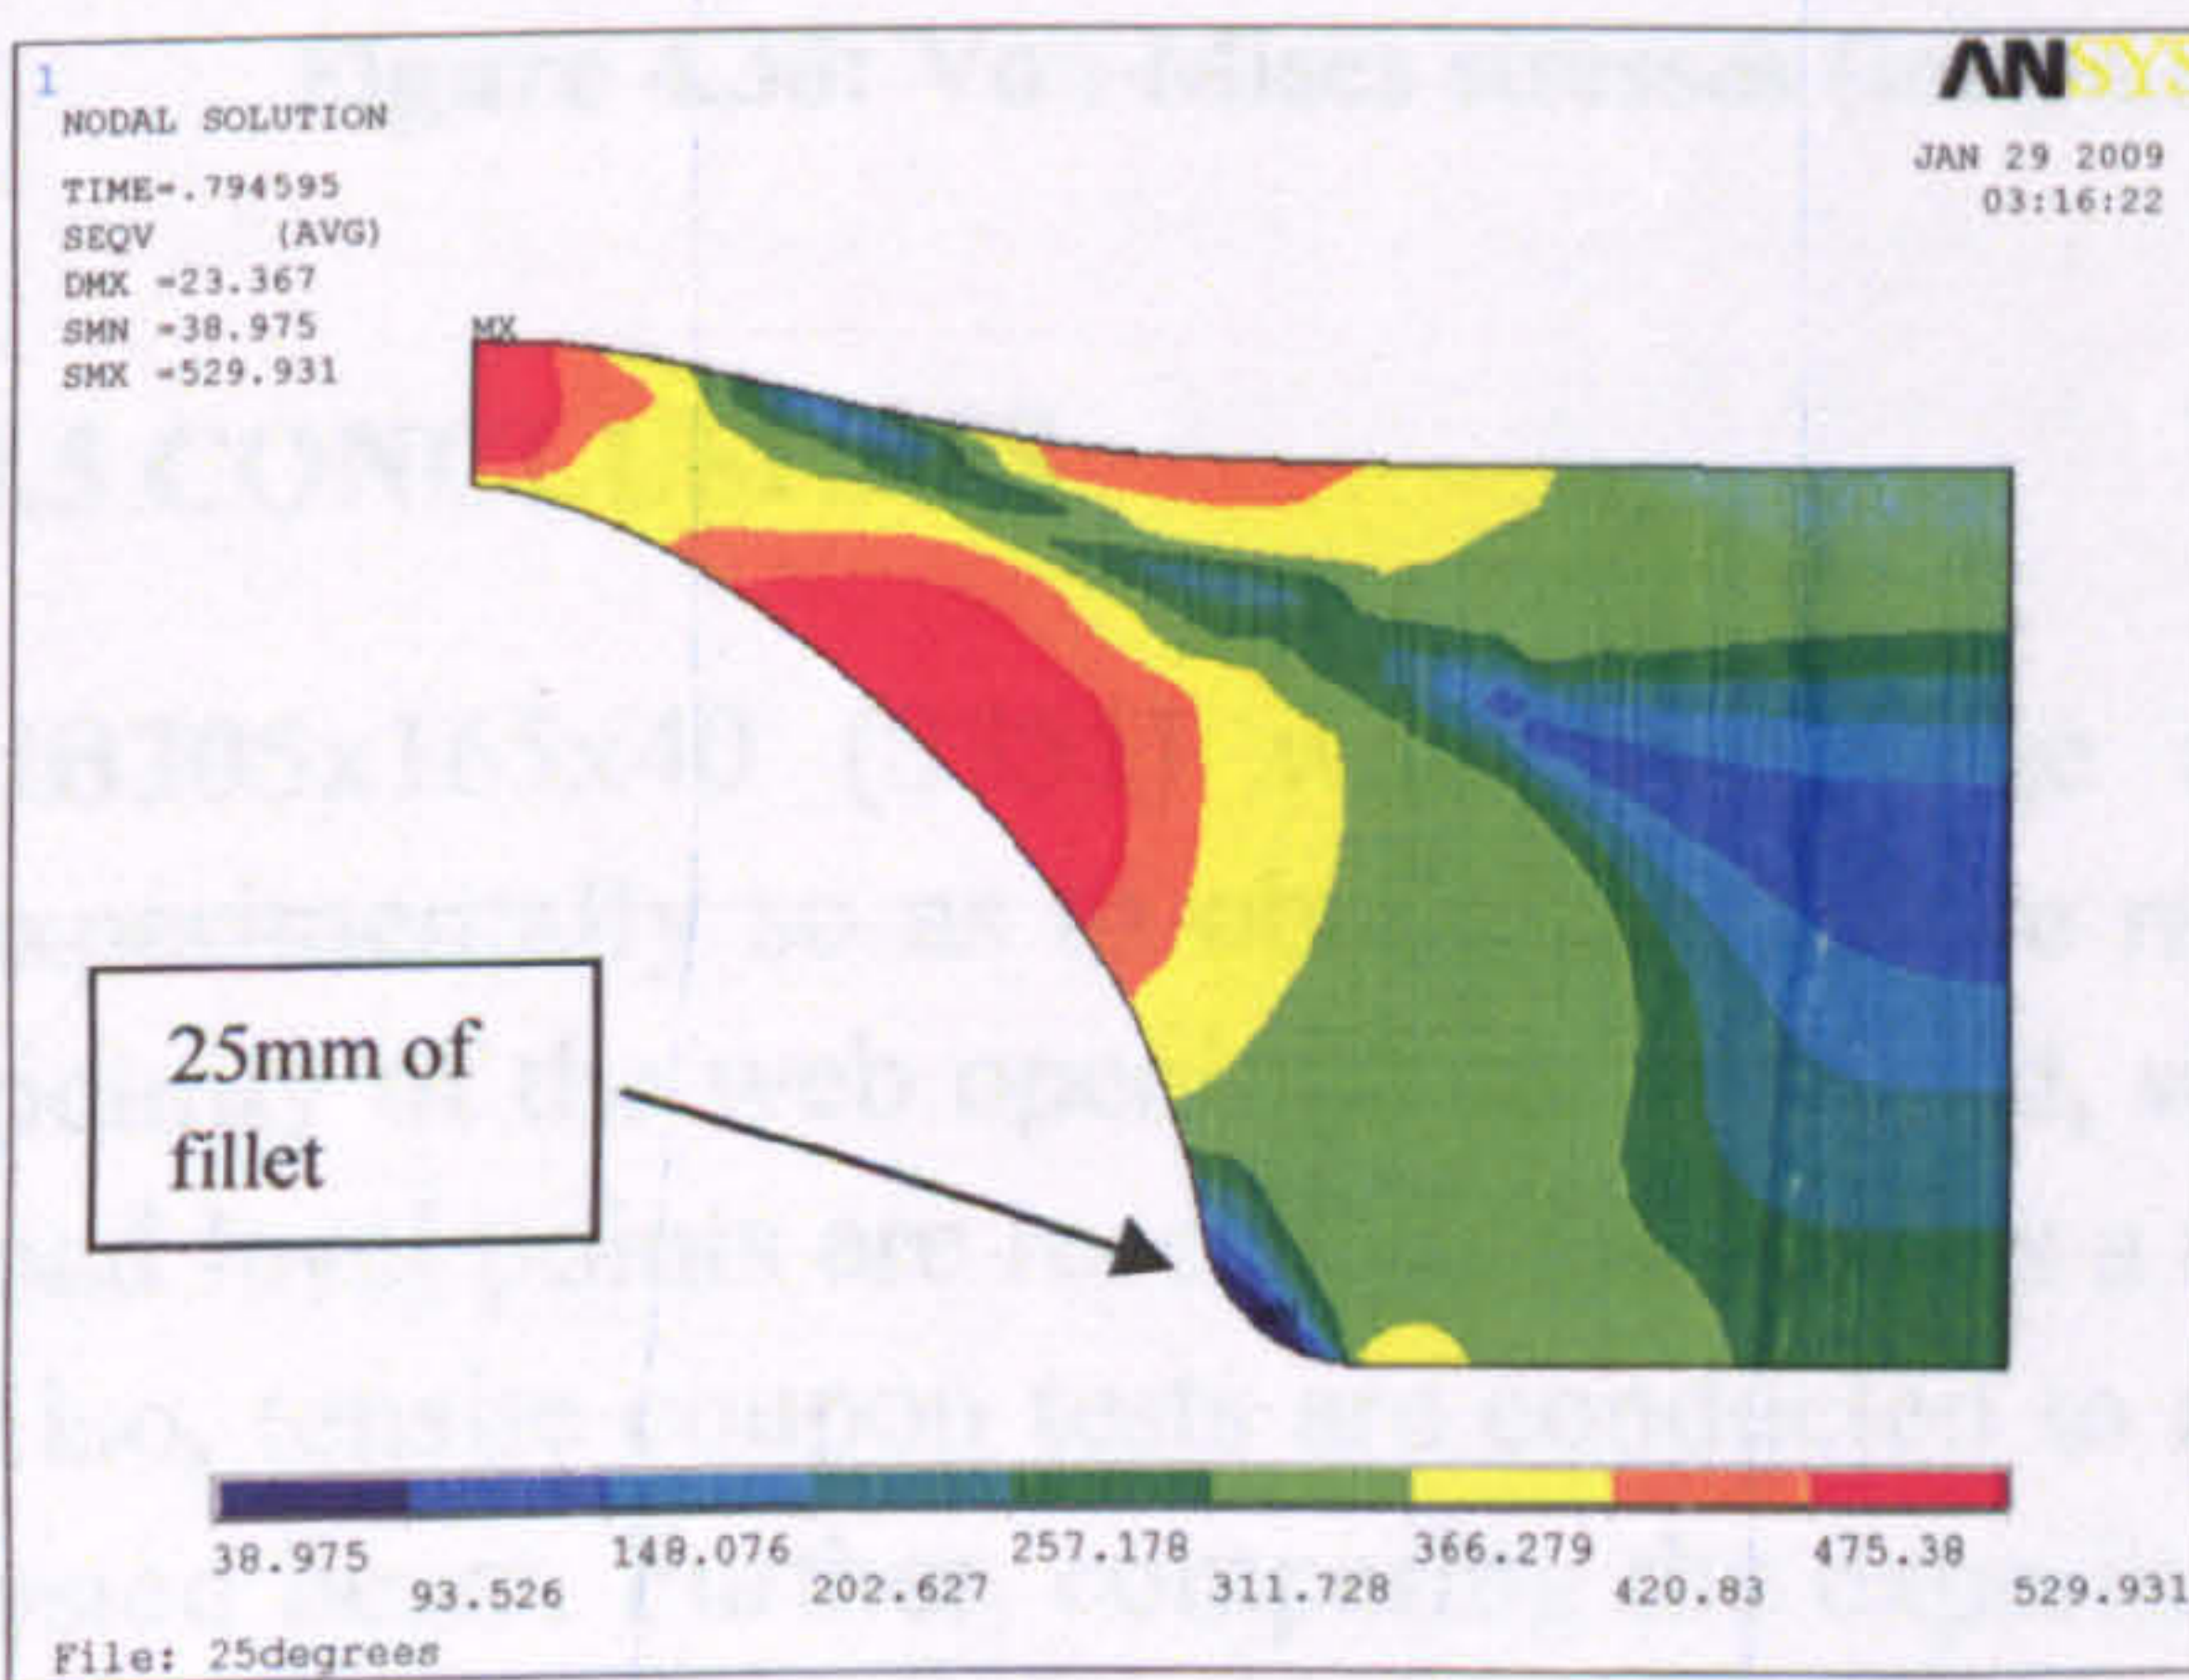 1
NODAL SOLUTION
TIME=.794595
SEQV (AVG)
DMX =23.367
SMN =38.975
SMX =529.931
ANSYS
JAN 29 2009
03:16:22
MX
25mm of
fillet
38.975
93.526
148.076
202.627
257.178
311.728
366.279
420.83
475.38
529.931
File: 25degrees